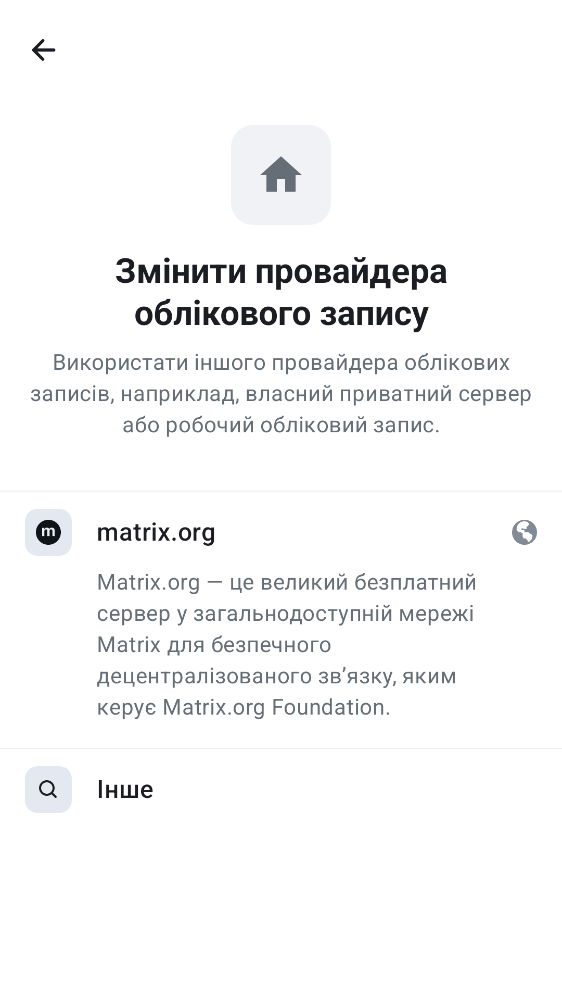 Змінити провайдера
облікового запису
Використати іншого провайдера облікових
записів, наприклад, власний приватний сервер
або робочий обліковий запис.
m
matrix.org
Matrix.org — це великий безплатний
сервер у загальнодоступній мережі
Matrix для безпечного
децентралізованого зв’язку, яким
керує Matrix.org Foundation.
Інше